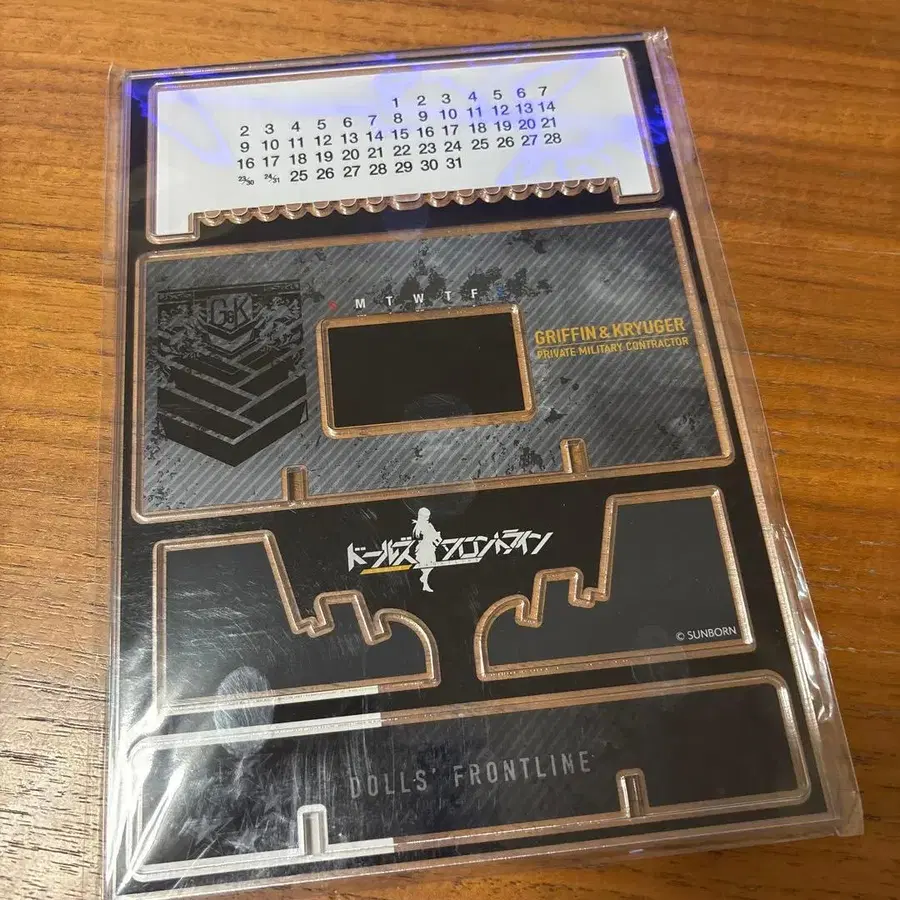 1 2 3 4 5 6 7
2 3 4 5 6 7 8 9 10 11 12 13 14
9 10 11 12 13 14 15 16 17 18 19 20 21
16 17 18 19 20 21 22 23 24 25 26 27 28
23/30 24/31 25 26 27 28 29 30 31
G&K
M T W T F
GRIFFIN & KRYUGER
PRIVATE MILITARY CONTRACTOR
ドールズフロントライン
© SUNBORN
DOLLS' FRONTLINE